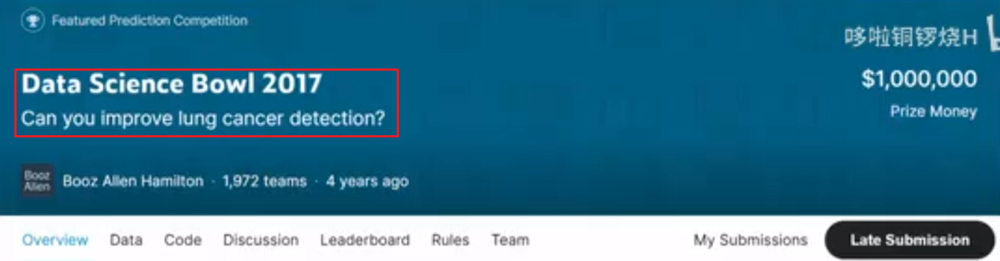 Featured Prediction Competition
哆啦铜锣烧H
Data Science Bowl 2017
$1,000,000
Can you improve lung cancer detection?
Prize Money
Booz Allen
Booz Allen Hamilton · 1,972 teams · 4 years ago
Overview Data Code Discussion Leaderboard Rules Team My Submissions Late Submission